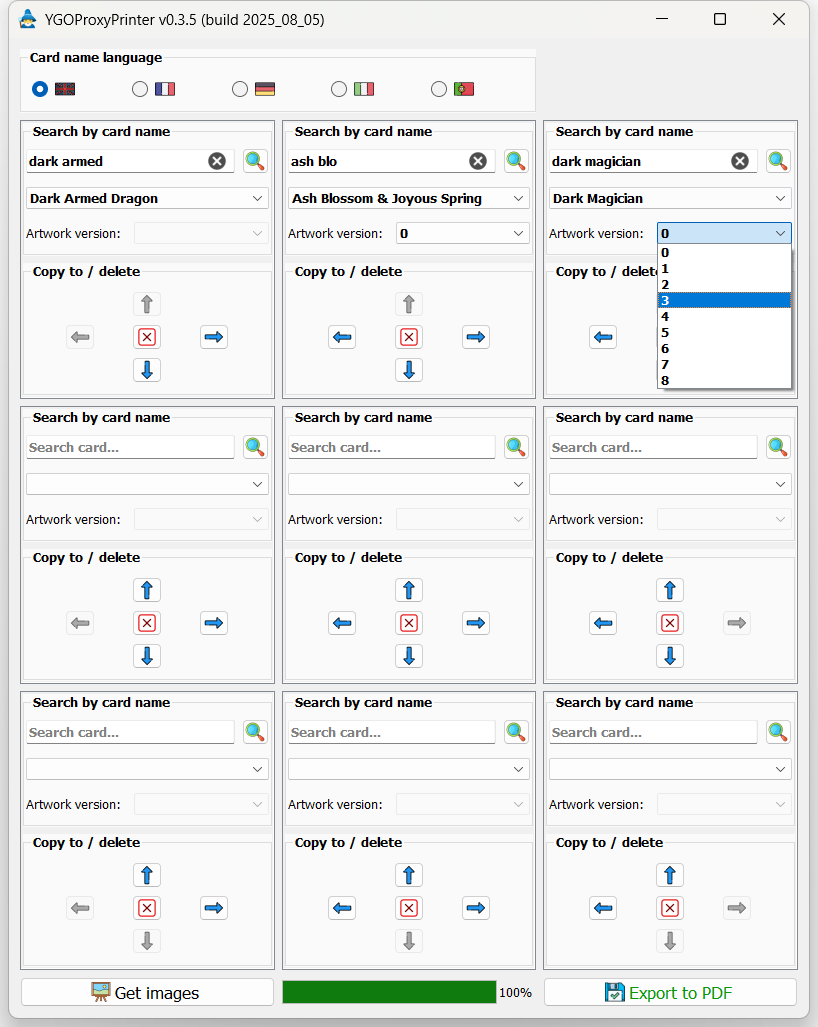 YGOProxyPrinter v0.3.5 (build 2025_08_05)
Card name language
Search by card name
dark armed
Dark Armed Dragon
Artwork version:
Copy to / delete
Search by card name
ash blo
Ash Blossom & Joyous Spring
Artwork version: 0
Copy to / delete
Search by card name
dark magician
Dark Magician
Artwork version: 0
0
1
2
3
4
5
6
7
8
Copy to / delet
Search by card name
Search card...
Artwork version:
Copy to / delete
Search by card name
Search card...
Artwork version:
Copy to / delete
Search by card name
Search card...
Artwork version:
Copy to / delete
Search by card name
Search card...
Artwork version:
Copy to / delete
Search by card name
Search card...
Artwork version:
Copy to / delete
Search by card name
Search card...
Artwork version:
Copy to / delete
Get images
100%
Export to PDF